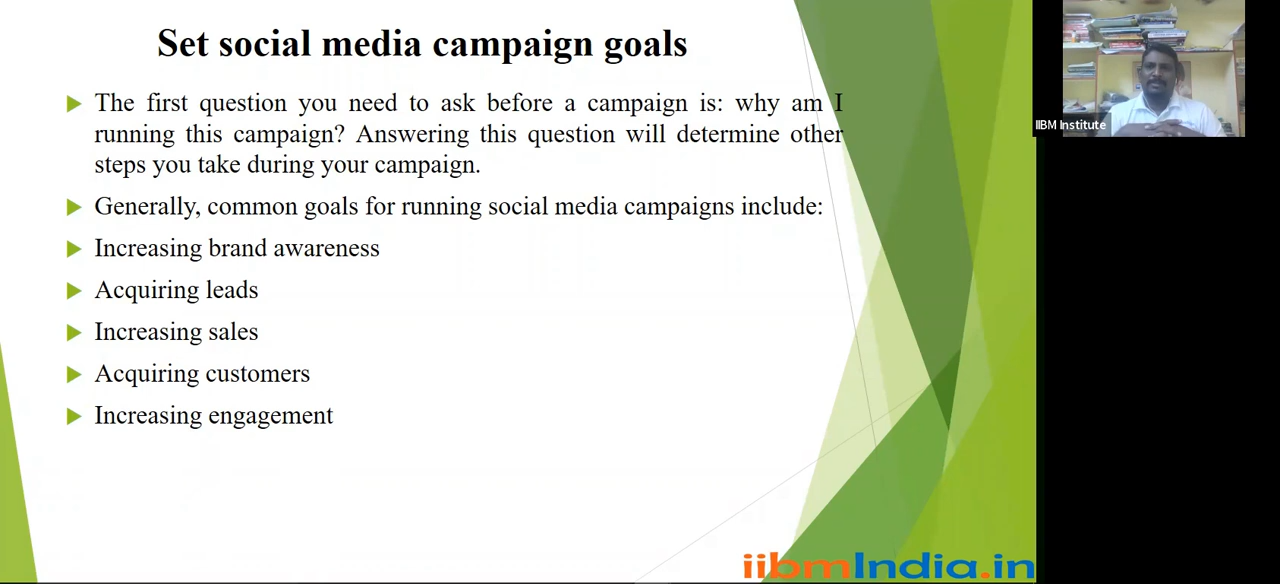 Set social media campaign goals
The first question you need to ask before a campaign is: why am I
running this campaign? Answering this question will determine other
steps you take during your campaign.
Generally, common goals for running social media campaigns include:
Increasing brand awareness
Acquiring leads
Increasing sales
Acquiring customers
Increasing engagement
IIBM Institute
iibmIndia.in